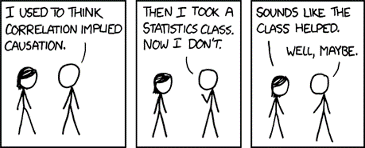 I USED TO THINK
CORRELATION IMPLIED
CAUSATION.
THEN I TOOK A
STATISTICS CLASS.
NOW I DON'T.
SOUNDS LIKE THE
CLASS HELPED.
WELL, MAYBE.